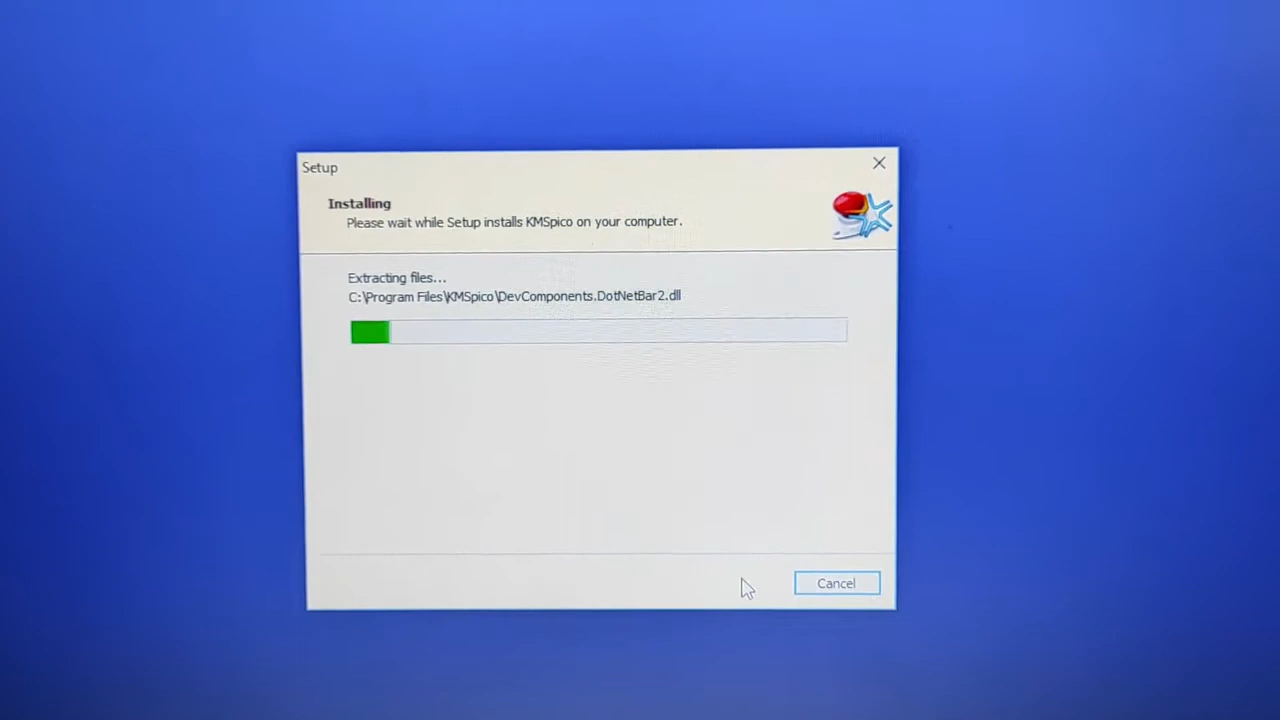 Setup
Installing
Please wait while Setup installs KMSpico on your computer.
Extracting files...
C:\Program Files\KMSpico\DevComponents.DotNetBar2.dll
Cancel